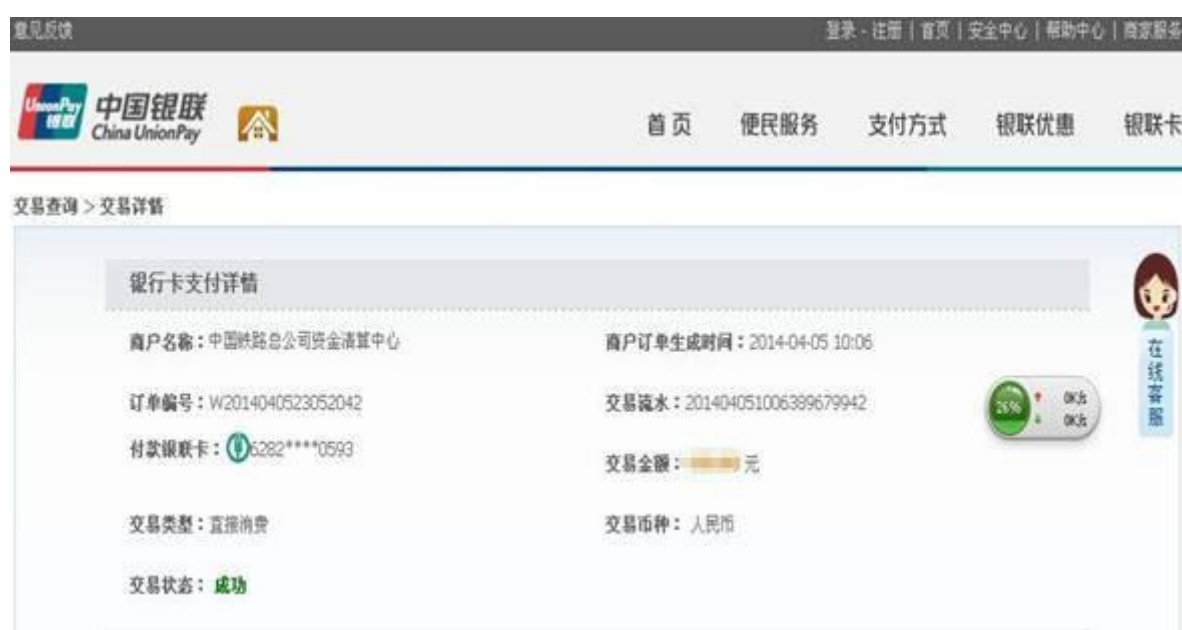 意见反馈 登录 - 注册 | 首页 | 安全中心 | 帮助中心 | 商家服务
UnionPay 银联 中国银联
China UnionPay
首页 便民服务 支付方式 银联优惠 银联卡
交易查询 > 交易详情
银行卡支付详情
商户名称：中国铁路总公司资金清算中心 商户订单生成时间：2014-04-05 10:06
订单编号：W2014040523052042 交易流水：201404051006389679942
付款银联卡：6282****0593
交易金额： 元
交易类型：直接消费 交易币种： 人民币
交易状态： 成功
在线客服
26% 0K/s
0K/s